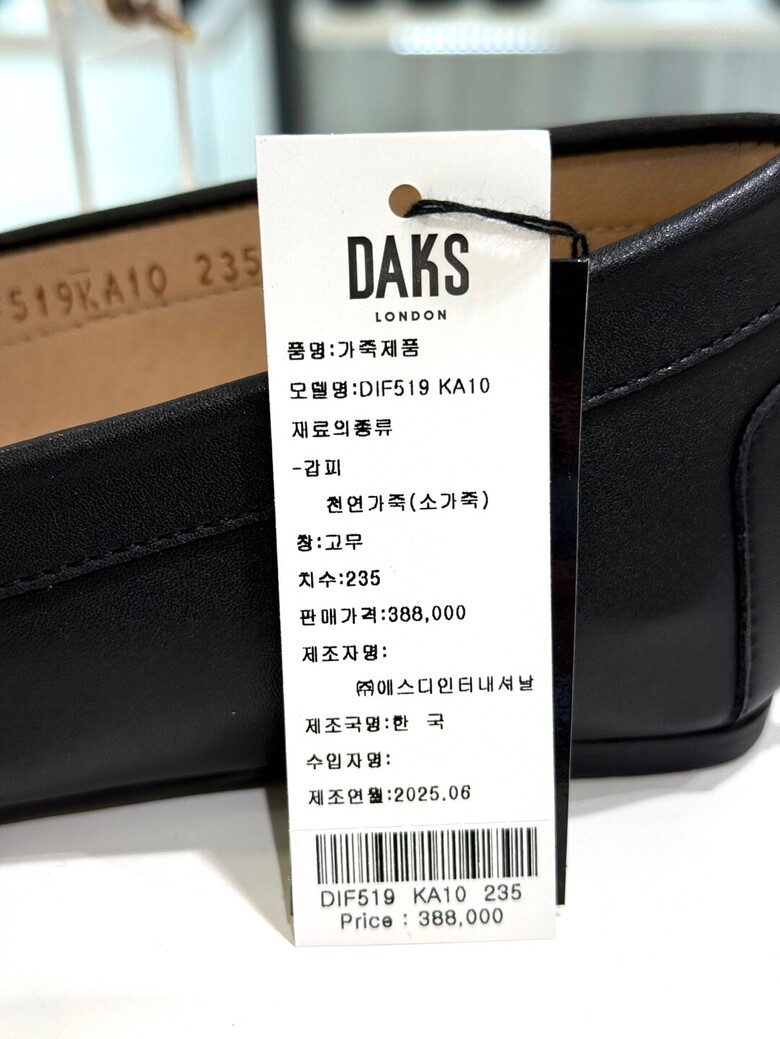 519KA10 235
DAKS
LONDON
품명:가죽제품
모델명:DIF519 KA10
재료의종류
-갑피
천연가죽(소가죽)
창:고무
치수:235
판매가격:388,000
제조자명:
㈜에스디인터내셔날
제조국명:한 국
수입자명:
제조연월:2025.06
DIF519 KA10 235
Price : 388,000